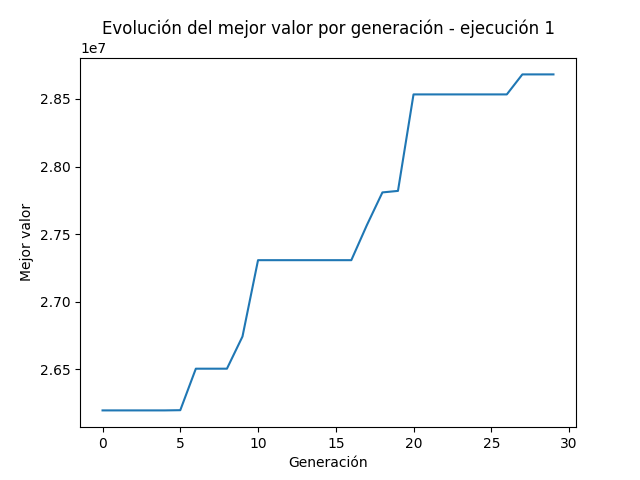 Evolución del mejor valor por generación - ejecución 1
1e7
2.85
2.80
2.75
2.70
2.65
Mejor valor
0 5 10 15 20 25 30
Generación